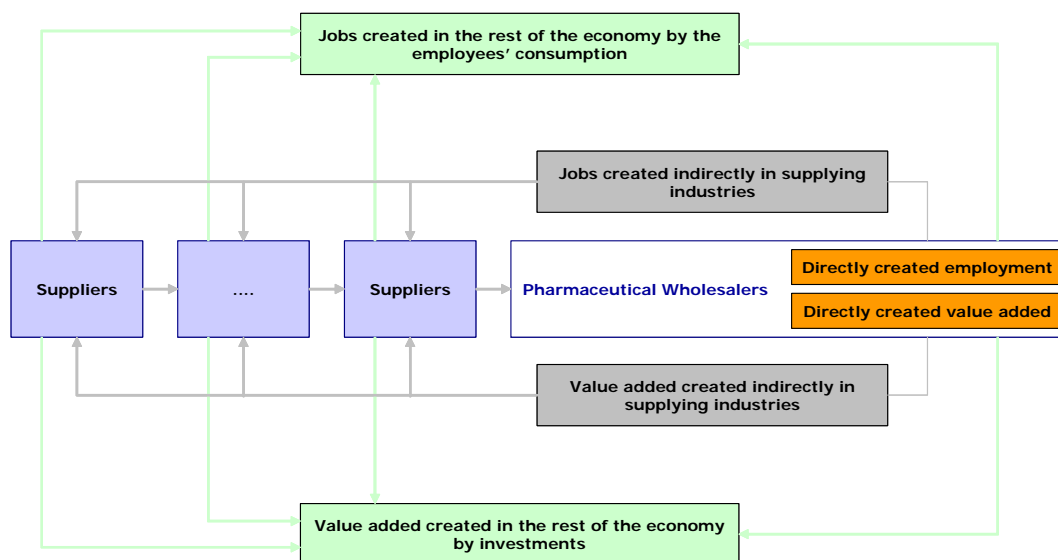 Jobs created in the rest of the economy by the
employees' consumption
Jobs created indirectly in supplying
industries
Suppliers
....
Suppliers
Pharmaceutical Wholesalers
Directly created employment
Directly created value added
Value added created indirectly in
supplying industries
Value added created in the rest of the economy
by investments